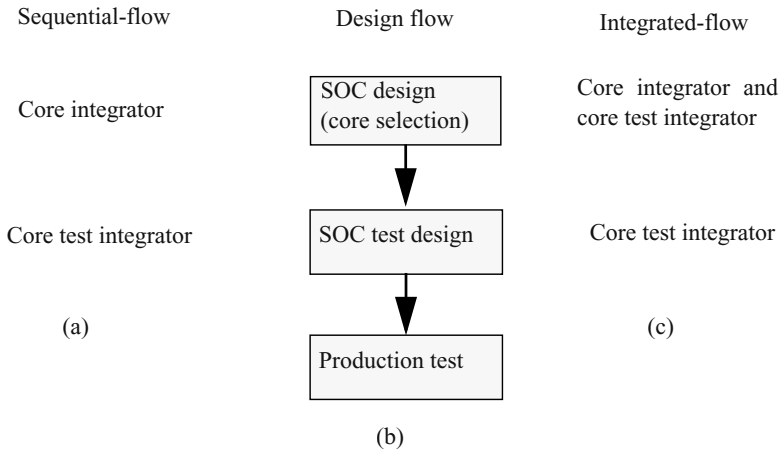 Sequential-flow
Design flow
Integrated-flow
Core integrator
SOC design
(core selection)
Core integrator and
core test integrator
Core test integrator
SOC test design
Core test integrator
(a)
(c)
Production test
(b)